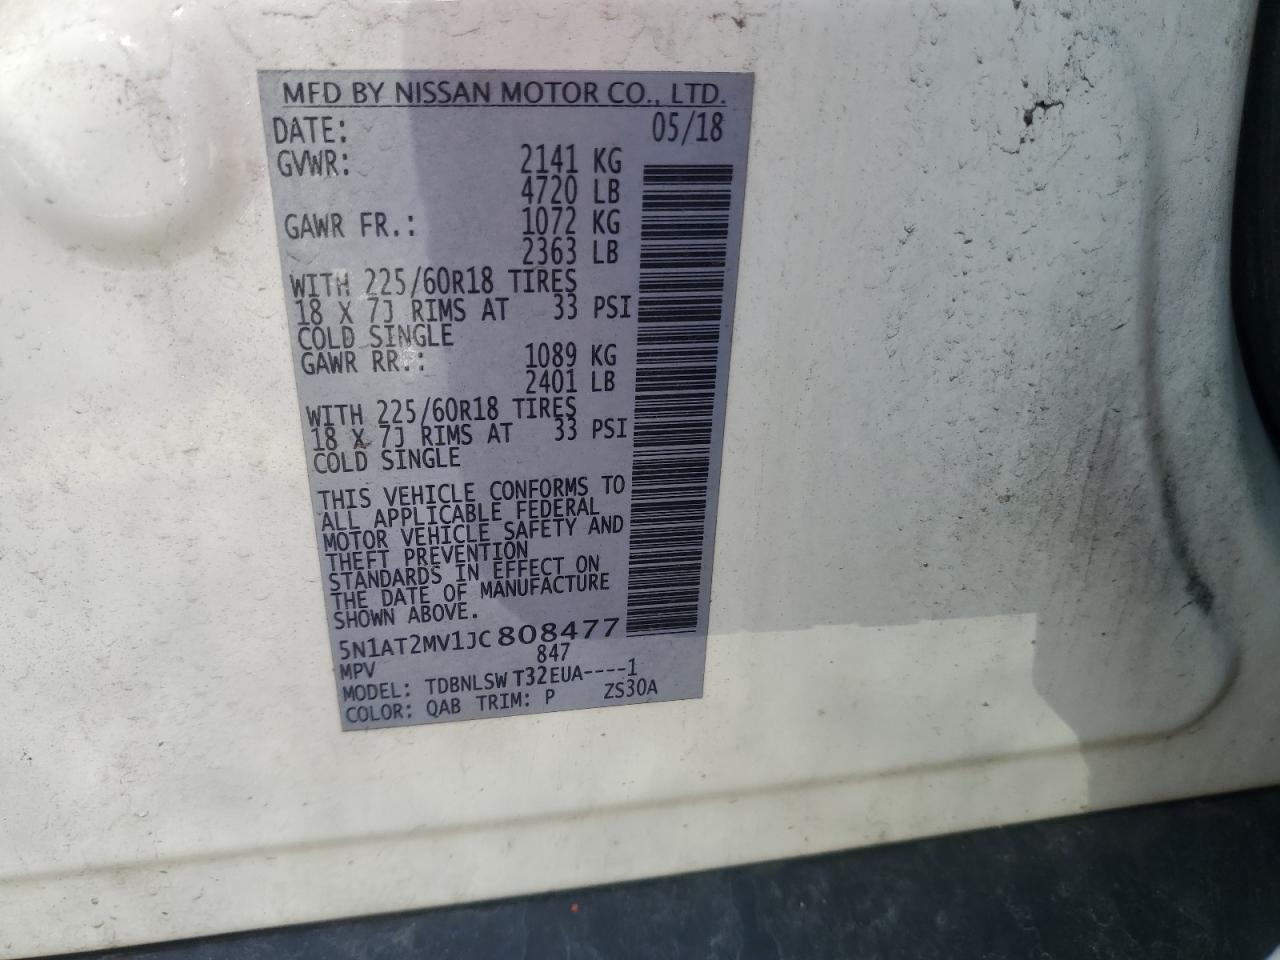 MFD BY NISSAN MOTOR CO., LTD.
DATE: 05/18
GVWR: 2141 KG
4720 LB
GAWR FR.: 1072 KG
2363 LB
WITH 225/60R18 TIRES
18 X 7J RIMS AT 33 PSI
COLD SINGLE
GAWR RR.: 1089 KG
2401 LB
WITH 225/60R18 TIRES
18 X 7J RIMS AT 33 PSI
COLD SINGLE
THIS VEHICLE CONFORMS TO
ALL APPLICABLE FEDERAL
MOTOR VEHICLE SAFETY AND
THEFT PREVENTION
STANDARDS IN EFFECT ON
THE DATE OF MANUFACTURE
SHOWN ABOVE.
5N1AT2MV1JC808477
MPV 847
MODEL: TDBNLSW T32EUA----1
COLOR: QAB TRIM: P ZS30A